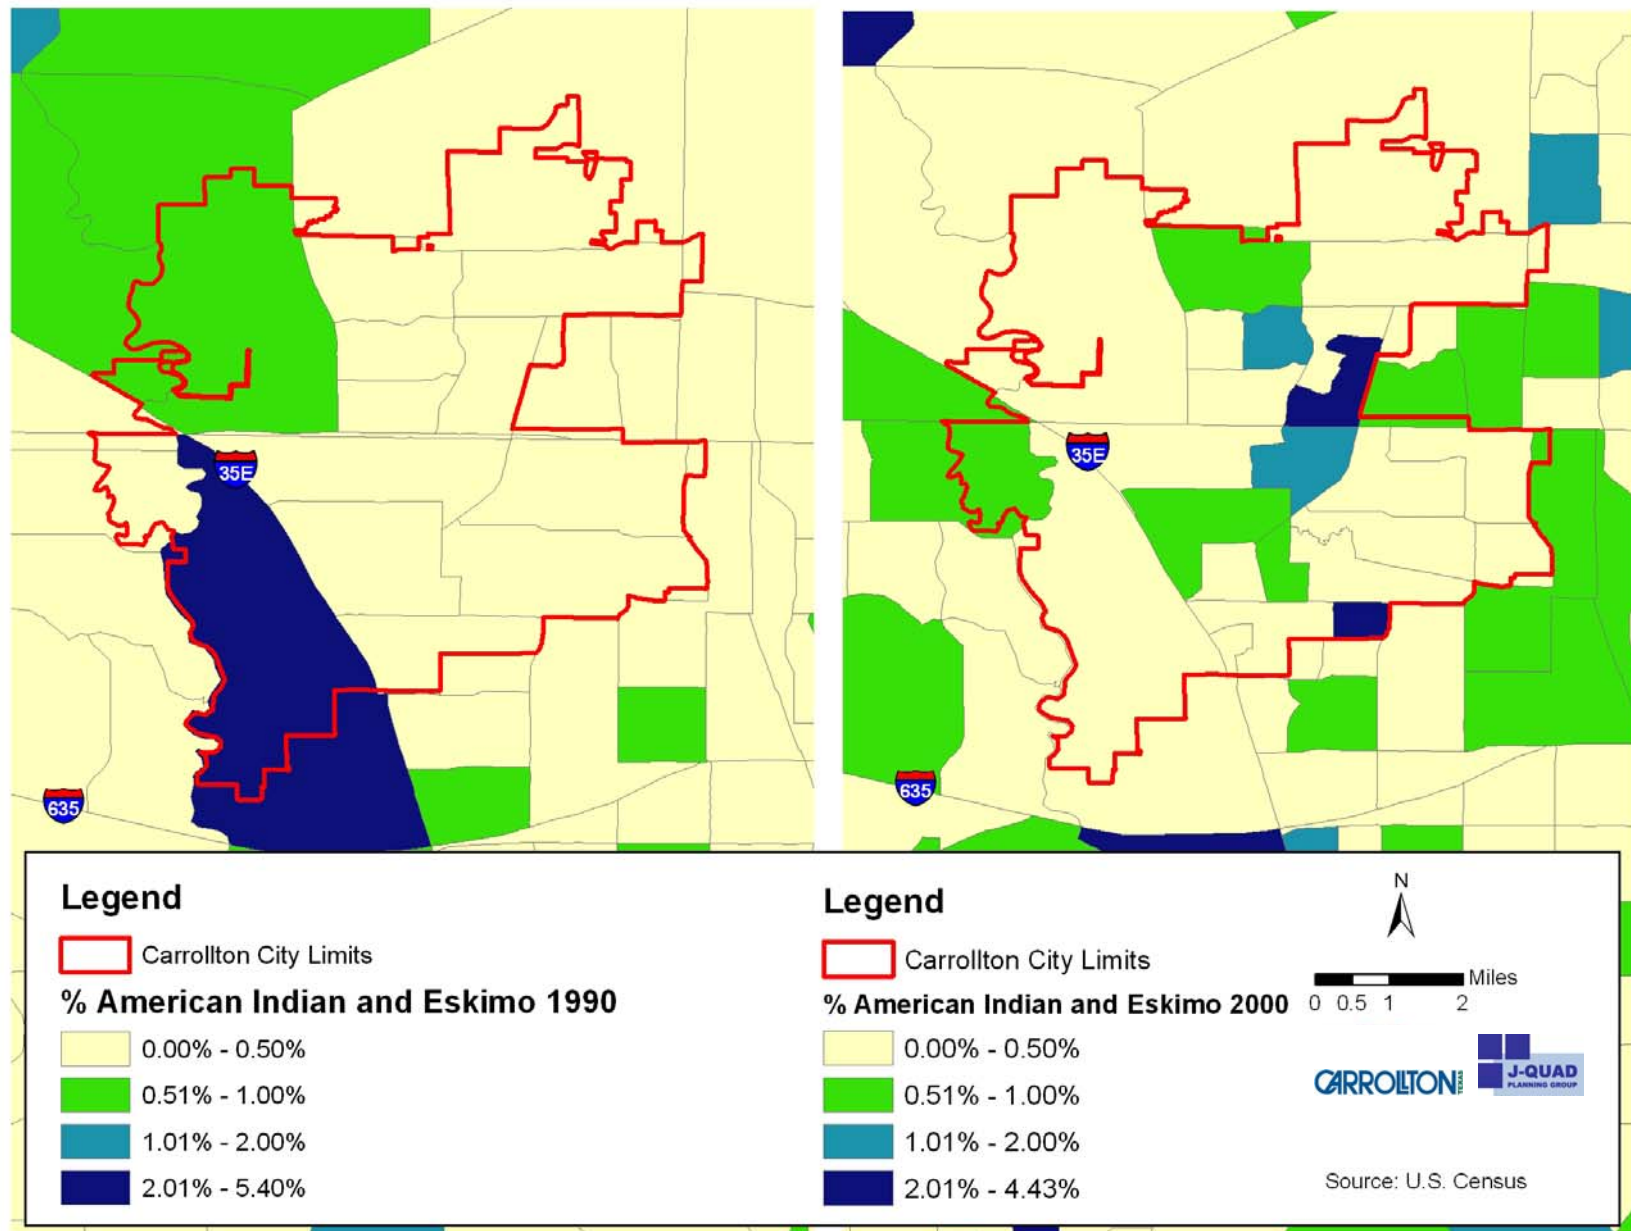 35E
635
35E
635
Legend
Carrollton City Limits
% American Indian and Eskimo 1990
0.00% - 0.50%
0.51% - 1.00%
1.01% - 2.00%
2.01% - 5.40%
Legend
Carrollton City Limits
% American Indian and Eskimo 2000
0.00% - 0.50%
0.51% - 1.00%
1.01% - 2.00%
2.01% - 4.43%
N
Miles
0 0.5 1 2
CARROLLTON TEXAS
J-QUAD
PLANNING GROUP
Source: U.S. Census